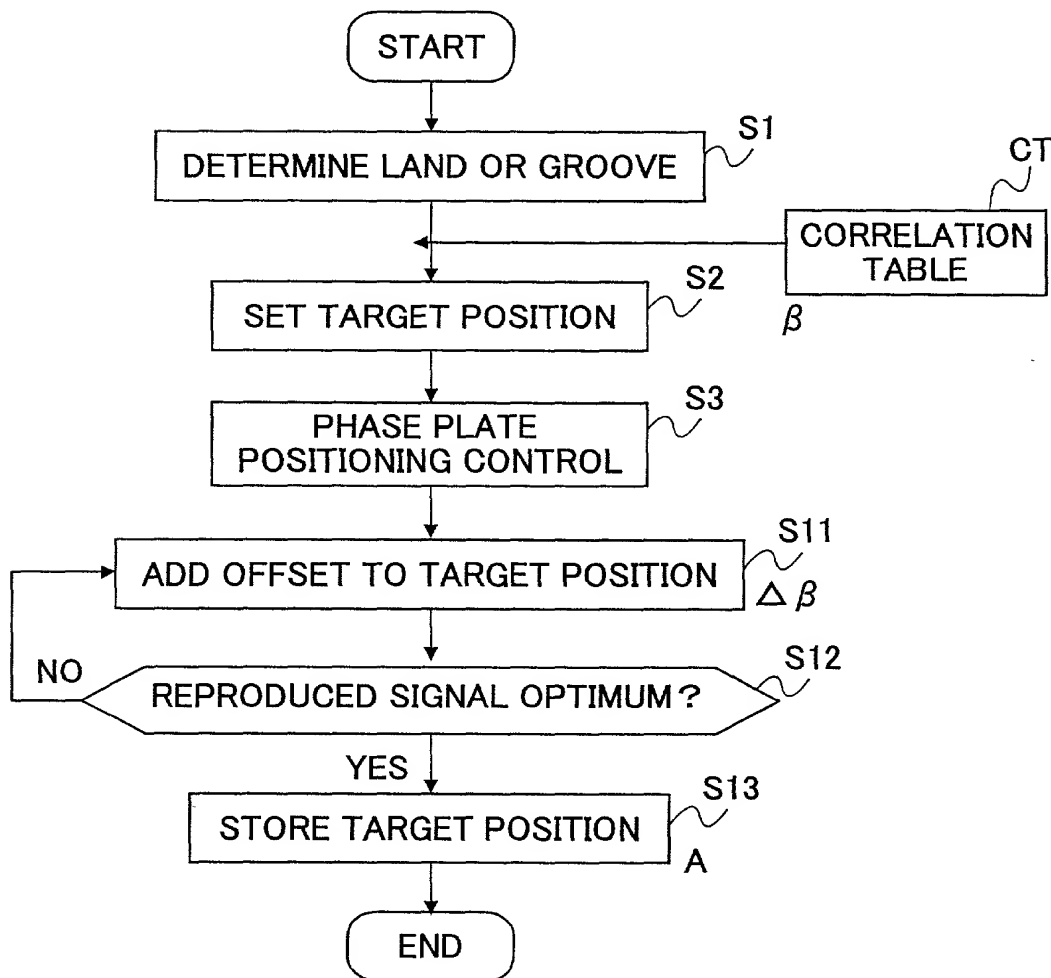 START
S1
DETERMINE LAND OR GROOVE
CT
CORRELATION
TABLE
β
S2
SET TARGET POSITION
S3
PHASE PLATE
POSITIONING CONTROL
S11
ADD OFFSET TO TARGET POSITION
△β
NO
S12
REPRODUCED SIGNAL OPTIMUM?
YES
S13
STORE TARGET POSITION
A
END